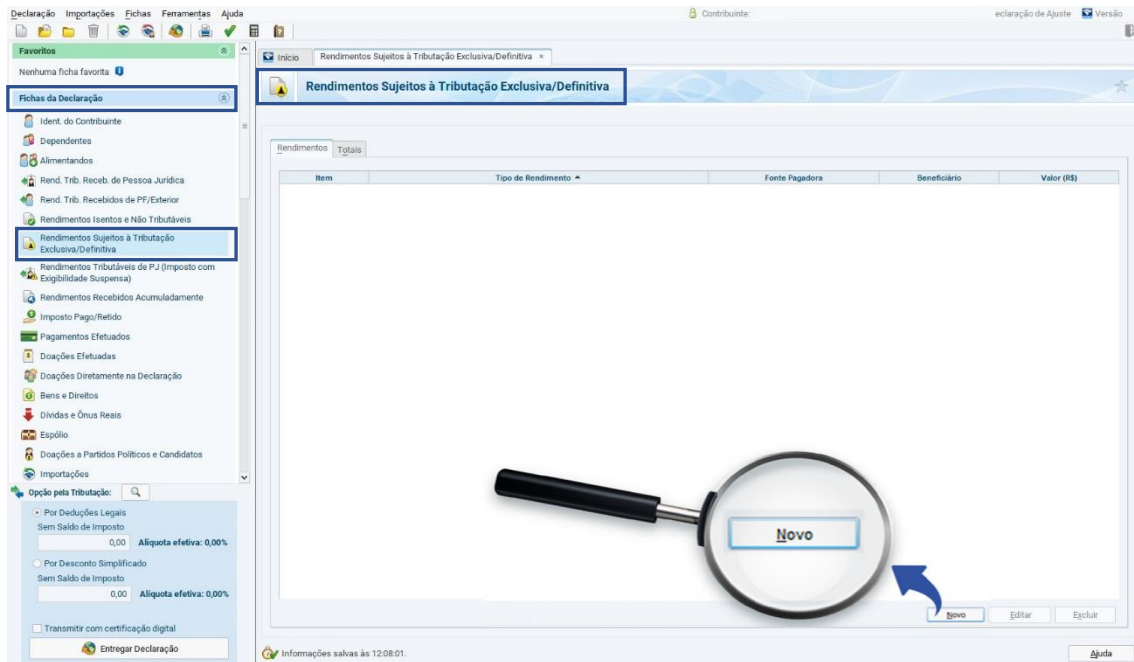 Declaração Importações Fichas Ferramentas Ajuda
Contribuinte:
eclaração de Ajuste
Versão
Favoritos
Nenhuma ficha favorita
Fichas da Declaração
Ident. do Contribuinte
Dependentes
Alimentandos
Rend. Trib. Receb. de Pessoa Jurídica
Rend. Trib. Recebidos de PF/Exterior
Rendimentos Isentos e Não Tributáveis
Rendimentos Sujeitos à Tributação
Exclusiva/Definitiva
Rendimentos Tributáveis de PJ (Imposto com
Exigibilidade Suspensa)
Rendimentos Recebidos Acumuladamente
Imposto Pago/Retido
Pagamentos Efetuados
Doações Efetuadas
Doações Diretamente na Declaração
Bens e Direitos
Dívidas e Ônus Reais
Espólio
Doações a Partidos Políticos e Candidatos
Importações
Opção pela Tributação:
Por Deduções Legais
Sem Saldo de Imposto
0,00 Alíquota efetiva: 0,00%
Por Desconto Simplificado
Sem Saldo de Imposto
0,00 Alíquota efetiva: 0,00%
Transmitir com certificação digital
Entregar Declaração
Início
Rendimentos Sujeitos à Tributação Exclusiva/Definitiva ×
Rendimentos Sujeitos à Tributação Exclusiva/Definitiva
Rendimentos Totais
Item Tipo de Rendimento Fonte Pagadora Beneficiário Valor (R$)
Novo
Novo Editar Excluir
Informações salvas às 12:08:01.
Ajuda